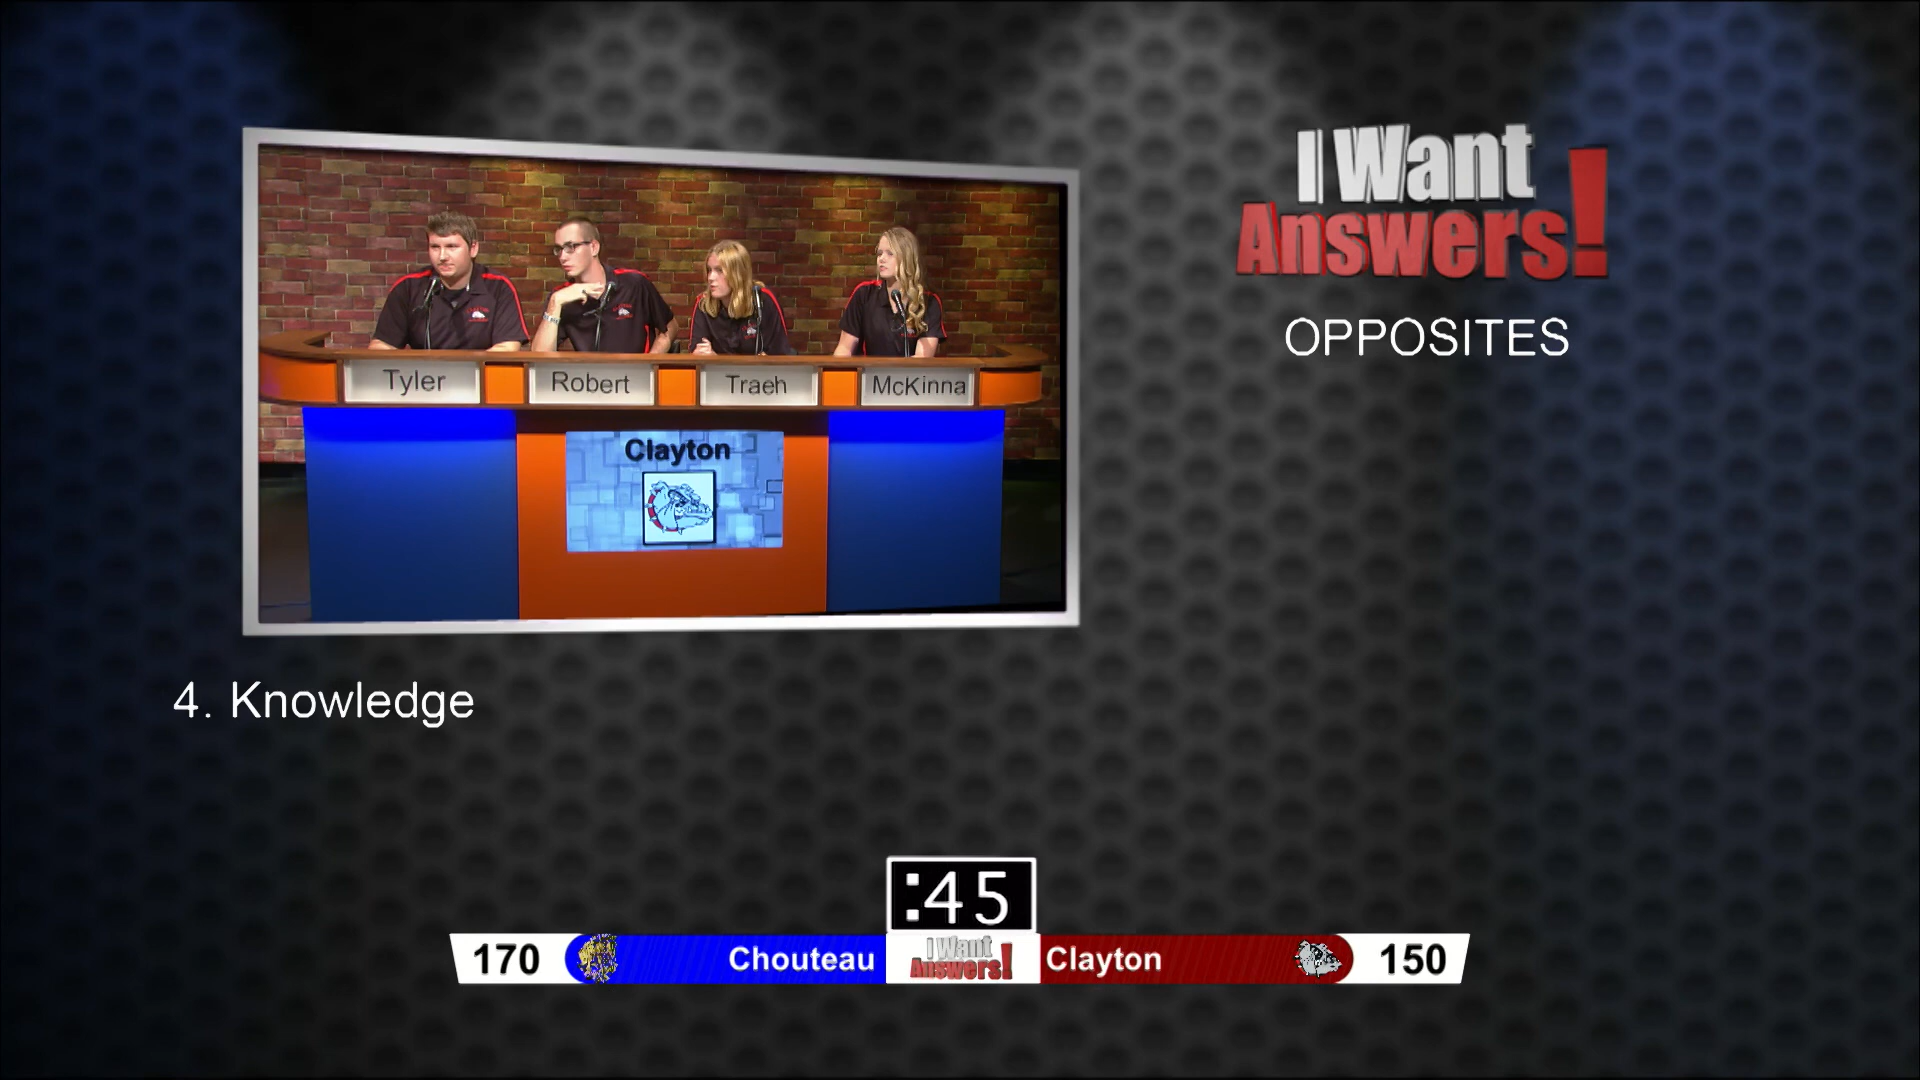 I Want
Answers!
OPPOSITES
Tyler
Robert
Traeh
McKinna
Clayton
4. Knowledge
:45
170
Chouteau
I Want
Answers!
Clayton
150